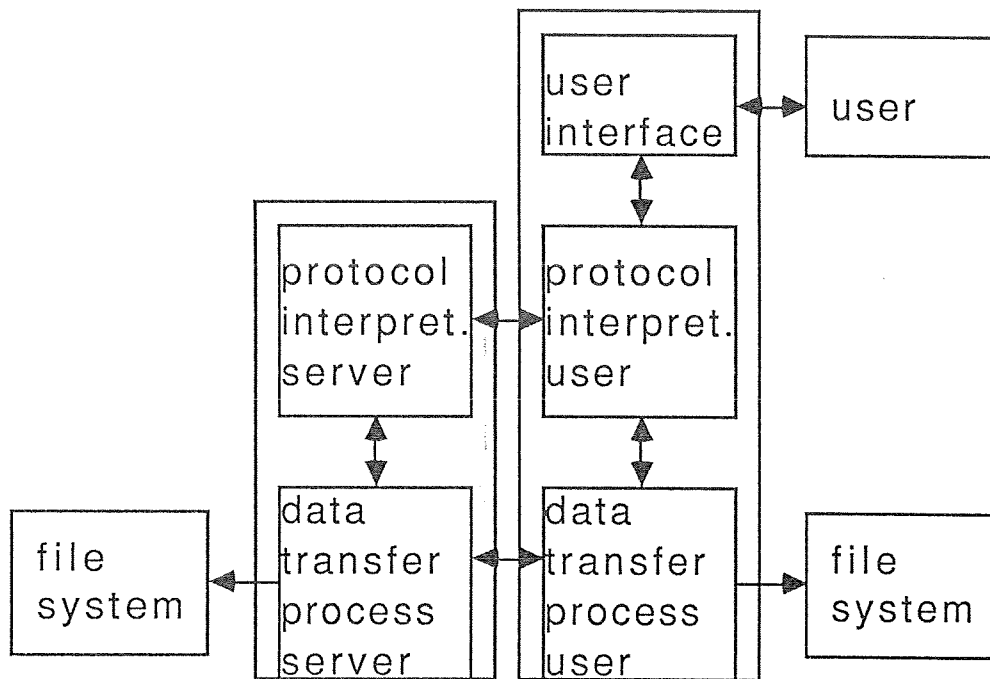 user
interface
user
protocol
interpret.
server
protocol
interpret.
user
file
system
data
transfer
process
server
data
transfer
process
user
file
system